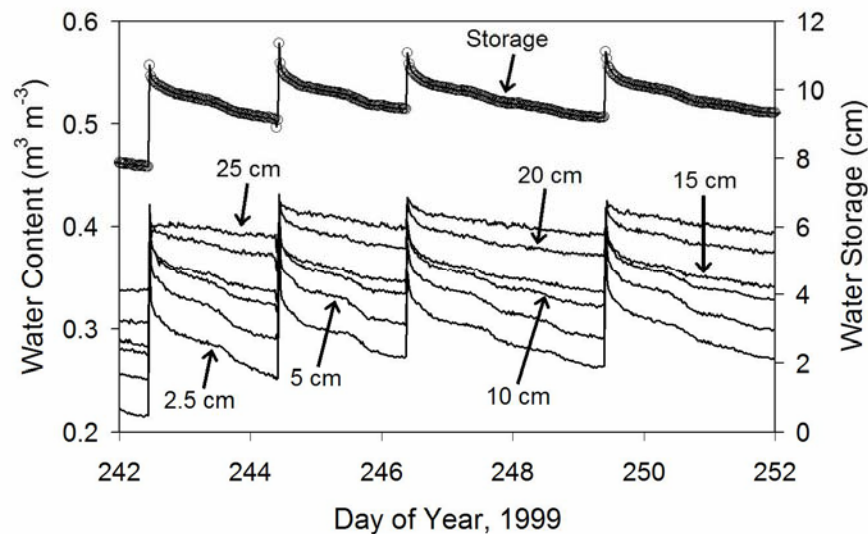 Water Content (m³ m⁻³)
0.6
0.5
0.4
0.3
0.2
Storage
25 cm
20 cm
15 cm
2.5 cm
5 cm
10 cm
12
10
8
6
4
2
0
Water Storage (cm)
242 244 246 248 250 252
Day of Year, 1999